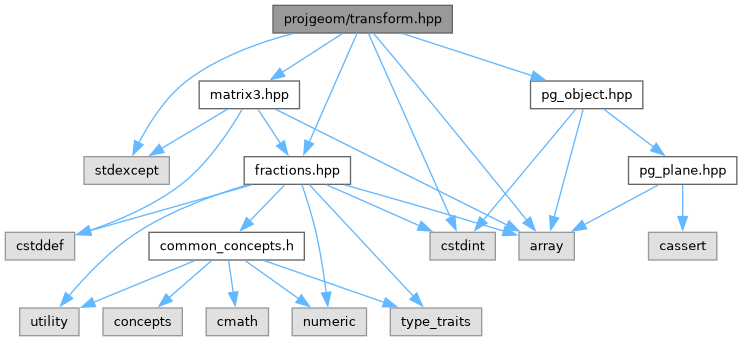 projgeom/transform.hpp
matrix3.hpp
pg_object.hpp
stdexcept
fractions.hpp
pg_plane.hpp
cstddef
common_concepts.h
cstdint
array
cassert
utility
concepts
cmath
numeric
type_traits